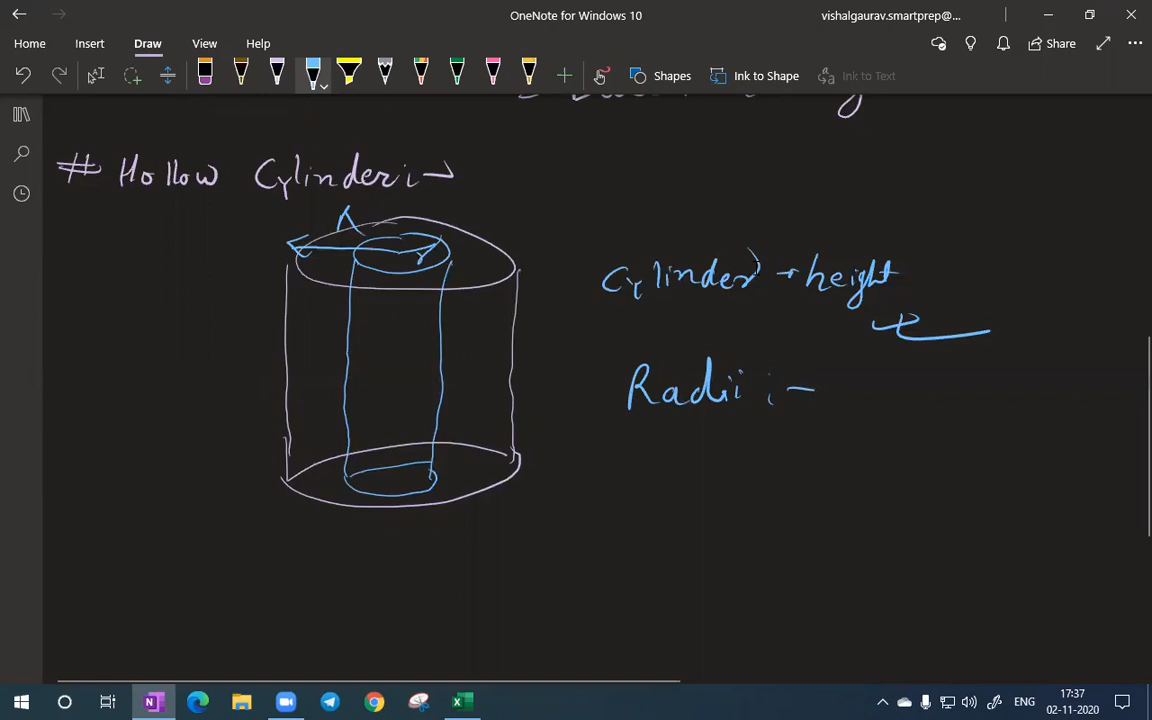 OneNote for Windows 10
vishalgaurav.smartprep@...
Home Insert Draw View Help
Share
Shapes
Ink to Shape
Ink to Text
# Hollow Cylinder :-
r
Cylinder → height
Radii :-
ENG
17:37
02-11-2020